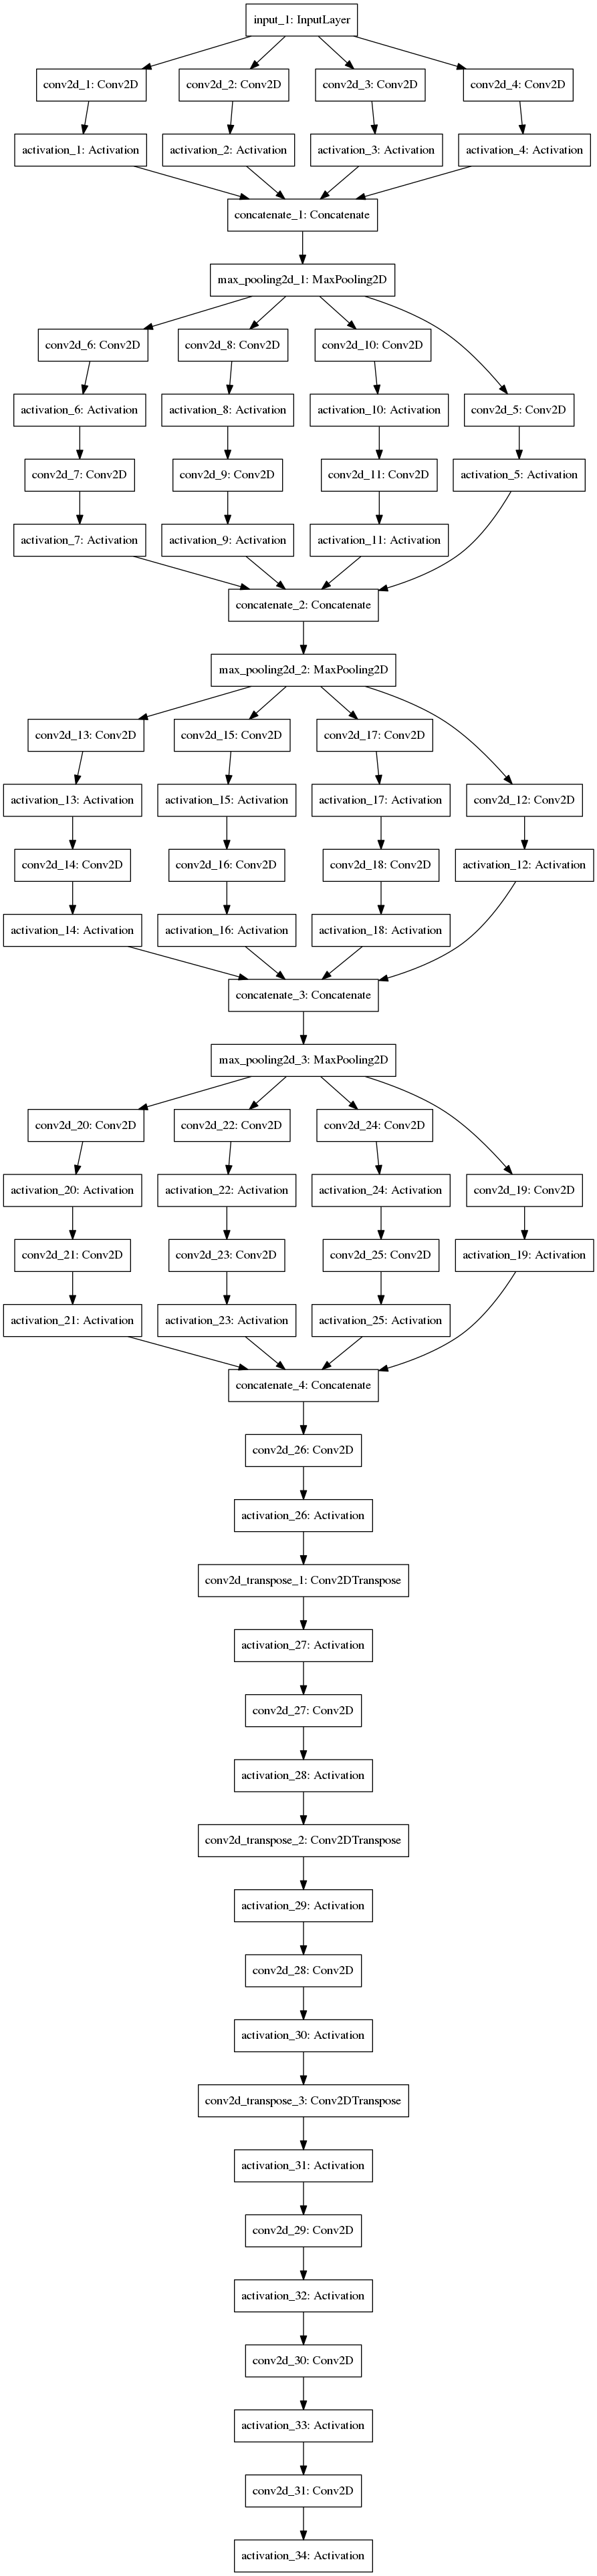 input_1: InputLayer
conv2d_1: Conv2D
conv2d_2: Conv2D
conv2d_3: Conv2D
conv2d_4: Conv2D
activation_1: Activation
activation_2: Activation
activation_3: Activation
activation_4: Activation
concatenate_1: Concatenate
max_pooling2d_1: MaxPooling2D
conv2d_6: Conv2D
conv2d_8: Conv2D
conv2d_10: Conv2D
activation_6: Activation
activation_8: Activation
activation_10: Activation
conv2d_5: Conv2D
conv2d_7: Conv2D
conv2d_9: Conv2D
conv2d_11: Conv2D
activation_5: Activation
activation_7: Activation
activation_9: Activation
activation_11: Activation
concatenate_2: Concatenate
max_pooling2d_2: MaxPooling2D
conv2d_13: Conv2D
conv2d_15: Conv2D
conv2d_17: Conv2D
activation_13: Activation
activation_15: Activation
activation_17: Activation
conv2d_12: Conv2D
conv2d_14: Conv2D
conv2d_16: Conv2D
conv2d_18: Conv2D
activation_12: Activation
activation_14: Activation
activation_16: Activation
activation_18: Activation
concatenate_3: Concatenate
max_pooling2d_3: MaxPooling2D
conv2d_20: Conv2D
conv2d_22: Conv2D
conv2d_24: Conv2D
activation_20: Activation
activation_22: Activation
activation_24: Activation
conv2d_19: Conv2D
conv2d_21: Conv2D
conv2d_23: Conv2D
conv2d_25: Conv2D
activation_19: Activation
activation_21: Activation
activation_23: Activation
activation_25: Activation
concatenate_4: Concatenate
conv2d_26: Conv2D
activation_26: Activation
conv2d_transpose_1: Conv2DTranspose
activation_27: Activation
conv2d_27: Conv2D
activation_28: Activation
conv2d_transpose_2: Conv2DTranspose
activation_29: Activation
conv2d_28: Conv2D
activation_30: Activation
conv2d_transpose_3: Conv2DTranspose
activation_31: Activation
conv2d_29: Conv2D
activation_32: Activation
conv2d_30: Conv2D
activation_33: Activation
conv2d_31: Conv2D
activation_34: Activation